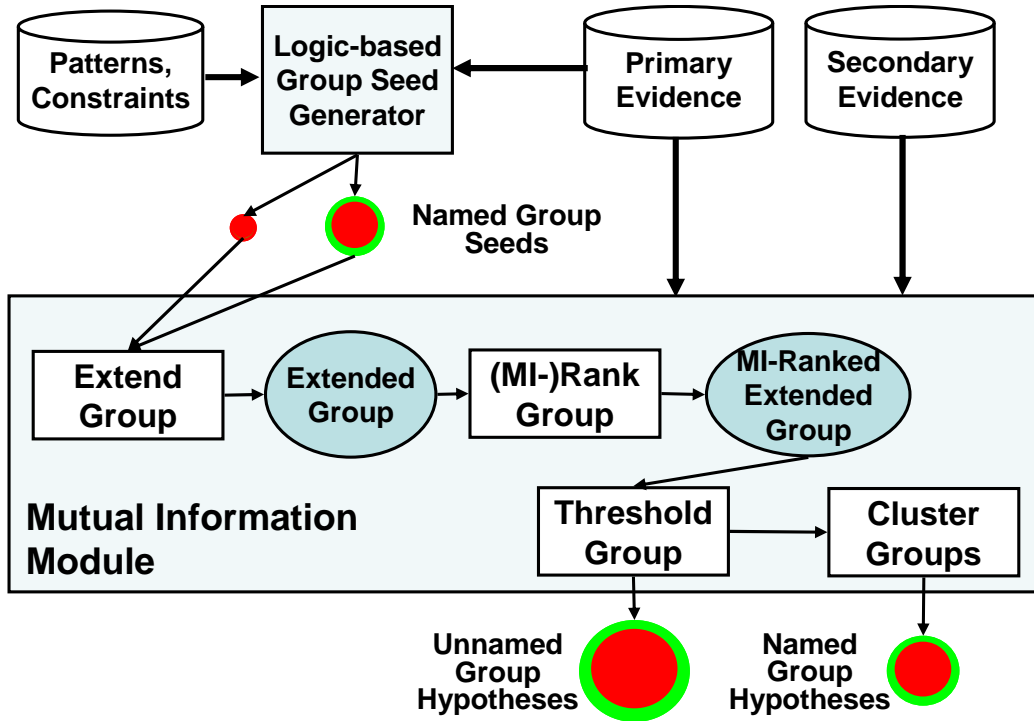 Patterns,
Constraints
Logic-based
Group Seed
Generator
Primary
Evidence
Secondary
Evidence
Named Group
Seeds
Extend
Group
Extended
Group
(MI-)Rank
Group
MI-Ranked
Extended
Group
Mutual Information
Module
Threshold
Group
Cluster
Groups
Unnamed
Group
Hypotheses
Named
Group
Hypotheses